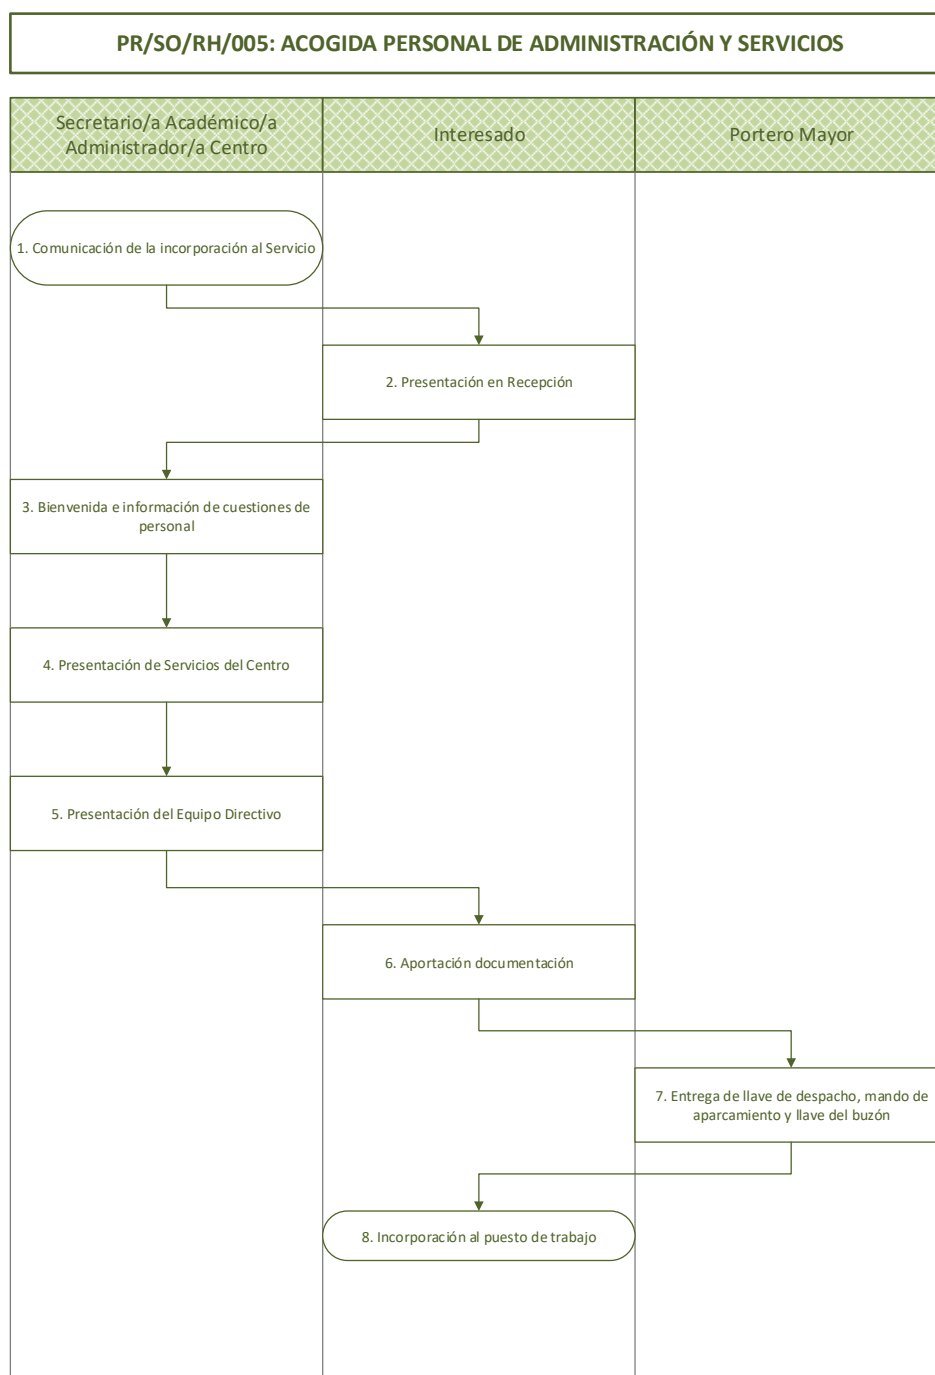 PR/SO/RH/005: ACOGIDA PERSONAL DE ADMINISTRACIÓN Y SERVICIOS
Secretario/a Académico/a
Administrador/a Centro
Interesado
Portero Mayor
1. Comunicación de la incorporación al Servicio
2. Presentación en Recepción
3. Bienvenida e información de cuestiones de
personal
4. Presentación de Servicios del Centro
5. Presentación del Equipo Directivo
6. Aportación documentación
7. Entrega de llave de despacho, mando de
aparcamiento y llave del buzón
8. Incorporación al puesto de trabajo